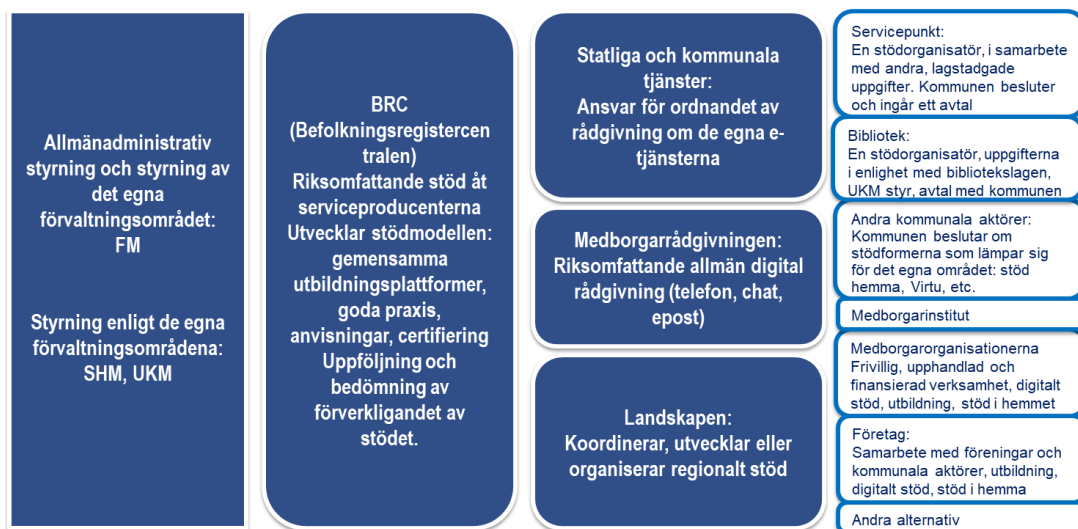 Allmänadministrativ
styrning och styrning av
det egna
förvaltningsområdet:
FM
Styrning enligt de egna
förvaltningsområdena:
SHM, UKM
BRC
(Befolkningsregistercen
tralen)
Riksomfattande stöd åt
serviceproducenterna
Utvecklar stödmodellen:
gemensamma
utbildningsplattformer,
goda praxis,
anvisningar, certifiering
Uppföljning och
bedömning av
förverkligandet av
stödet.
Statliga och kommunala
tjänster:
Ansvar för ordnandet av
rådgivning om de egna e-
tjänsterna
Medborgarrådgivningen:
Riksomfattande allmän digital
rådgivning (telefon, chat,
epost)
Landskapen:
Koordinerar, utvecklar eller
organiserar regionalt stöd
Servicepunkt:
En stödorganisatör, i samarbete
med andra, lagstadgade
uppgifter. Kommunen besluter
och ingår ett avtal
Bibliotek:
En stödorganisatör, uppgifterna
i enlighet med bibliotekslagen,
UKM styr, avtal med kommunen
Andra kommunala aktörer:
Kommunen beslutar om
stödformerna som lämpar sig
för det egna området: stöd
hemma, Virtu, etc.
Medborgarinstitut
Medborgarorganisationerna
Frivillig, upphandlad och
finansierad verksamhet, digitalt
stöd, utbildning, stöd i hemmet
Företag:
Samarbete med föreningar och
kommunala aktörer, utbildning,
digitalt stöd, stöd i hemma
Andra alternativ